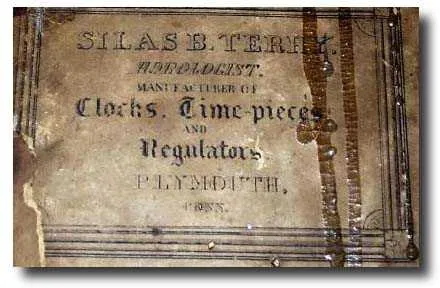 SILAS B. TERRY.
HOROLOGIST.
MANUFACTURER OF
Clocks, Time-pieces
AND
Regulators
PLYMOUTH,
CONN.